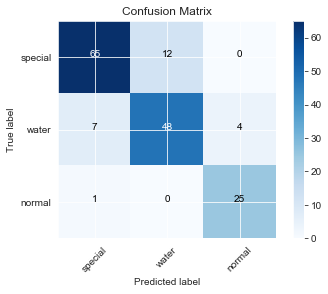 Confusion Matrix
True label
special
water
normal
65 12 0
7 48 4
1 0 25
special water normal
Predicted label
60
50
40
30
20
10
0